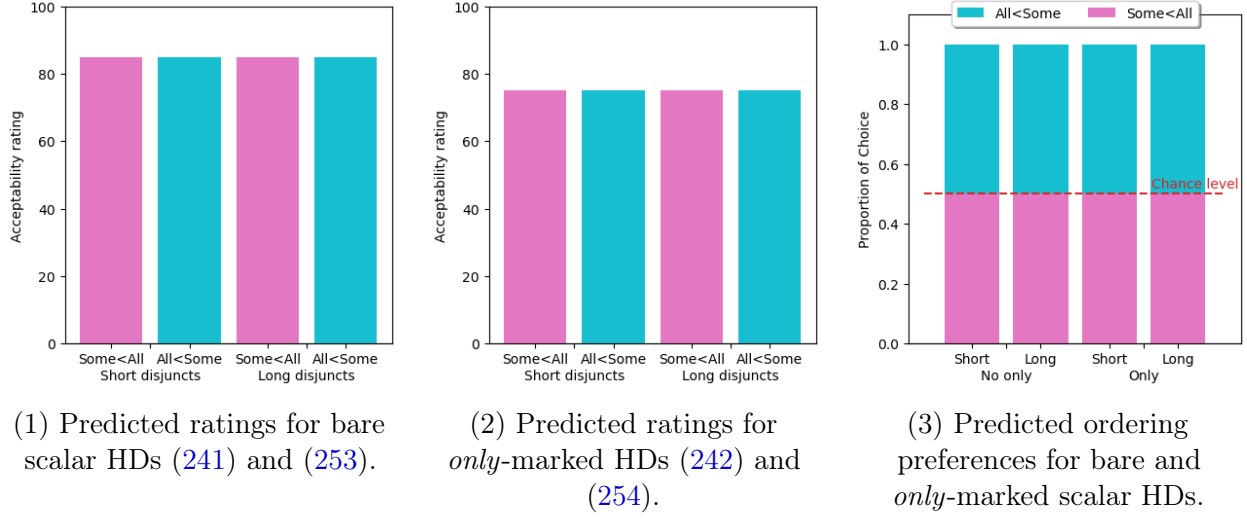 100
80
60
40
20
0
Acceptability rating
Some<All All<Some Some<All All<Some
Short disjuncts Long disjuncts
(1) Predicted ratings for bare
scalar HDs (241) and (253).
100
80
60
40
20
0
Acceptability rating
Some<All All<Some Some<All All<Some
Short disjuncts Long disjuncts
(2) Predicted ratings for
only-marked HDs (242) and
(254).
All<Some Some<All
1.0
0.8
0.6
0.4
0.2
0.0
Proportion of Choice
Chance level
Short Long Short Long
No only Only
(3) Predicted ordering
preferences for bare and
only-marked scalar HDs.